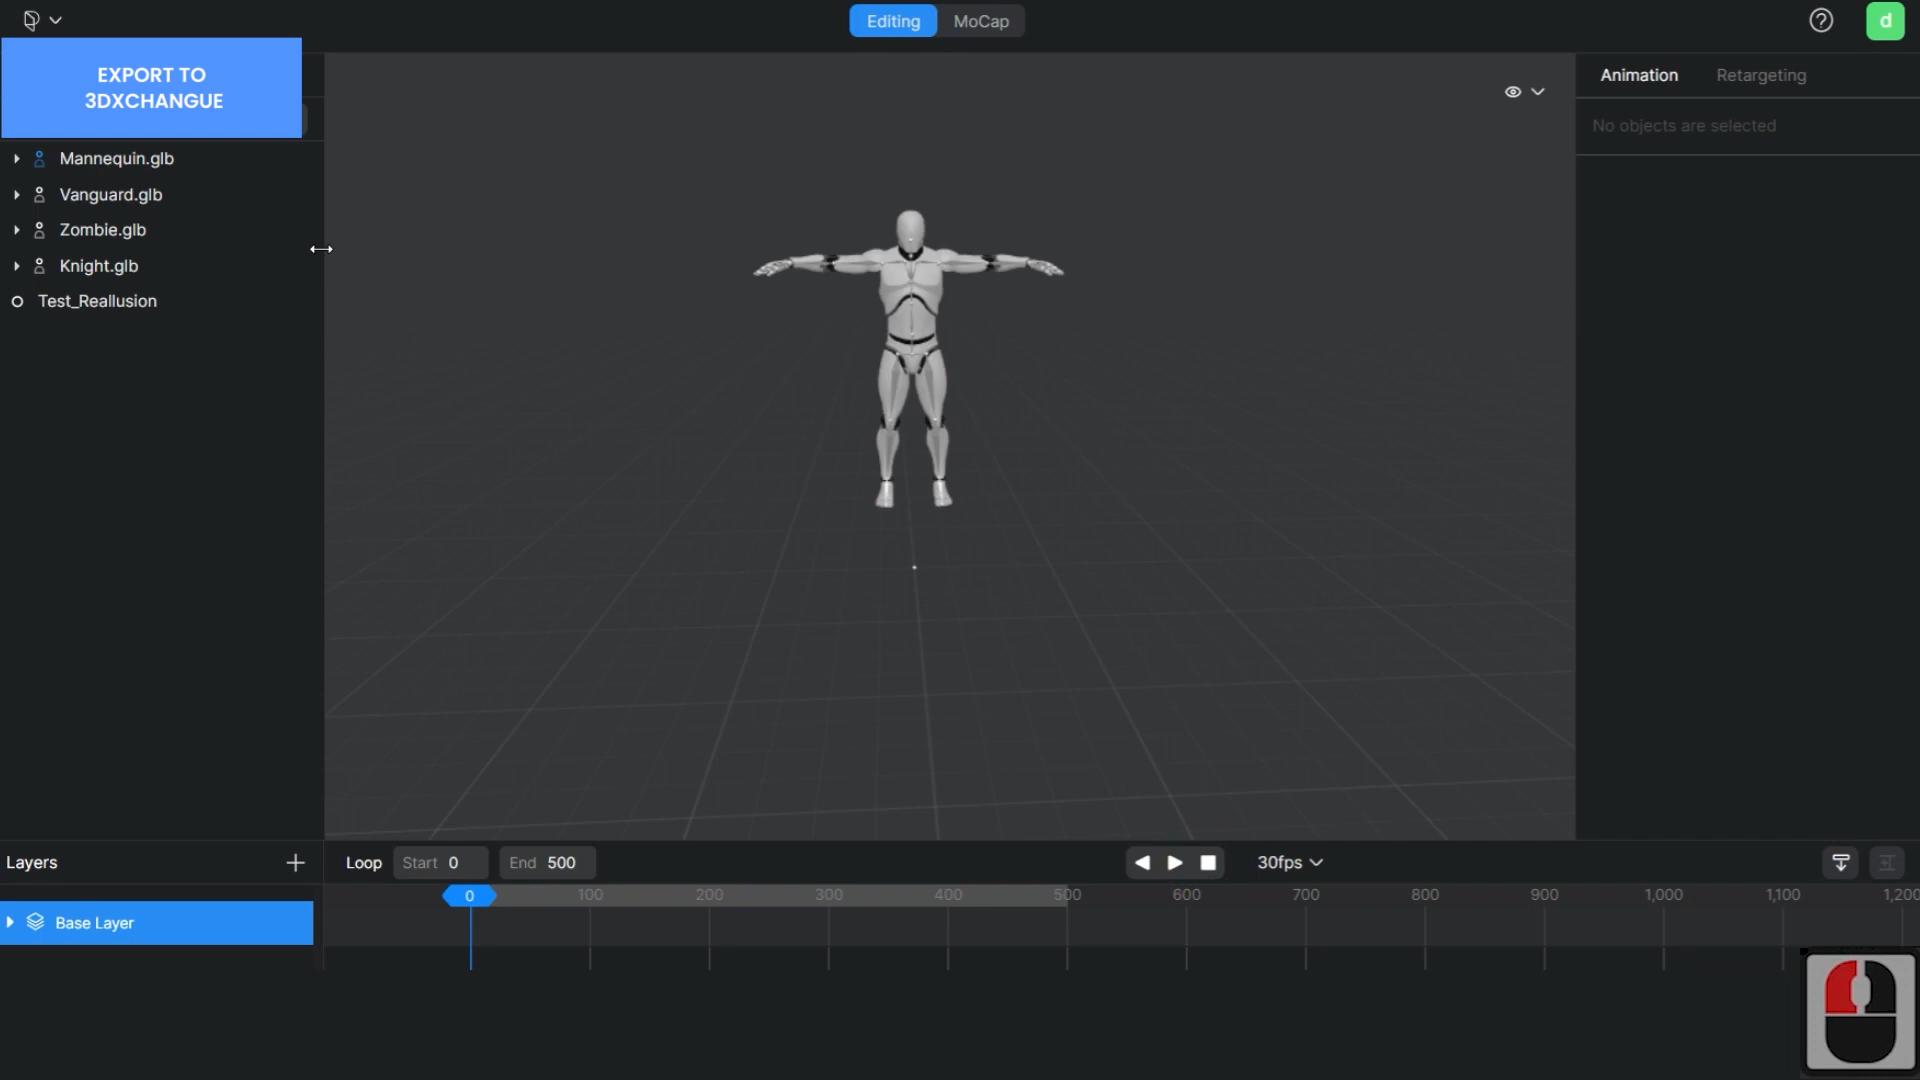 Editing MoCap
d
EXPORT TO
3DXCHANGUE
Animation Retargeting
No objects are selected
Mannequin.glb
Vanguard.glb
Zombie.glb
Knight.glb
Test_Reallusion
Layers
Loop Start 0 End 500 30fps
0 100 200 300 400 500 600 700 800 900 1,000 1,100 1,200
Base Layer